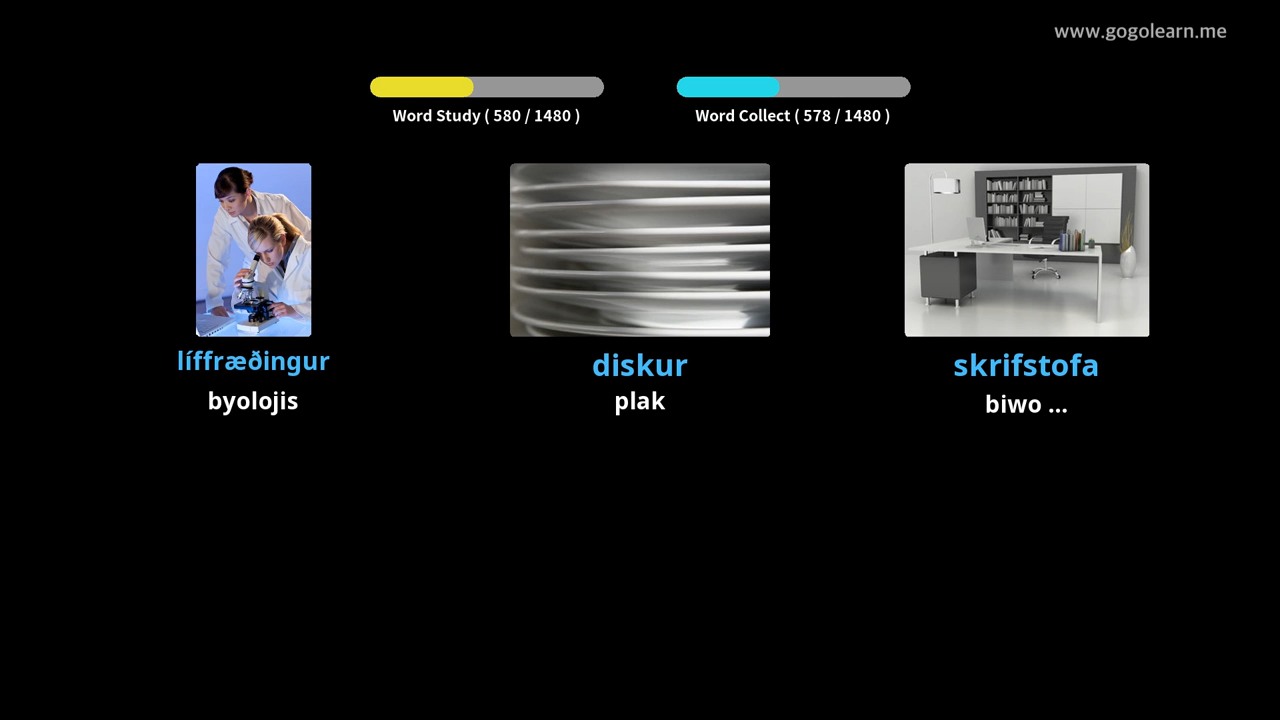 www.gogolearn.me
Word Study ( 580 / 1480 )
Word Collect ( 578 / 1480 )
líffræðingur
byolojis
diskur
plak
skrifstofa
biwo ...